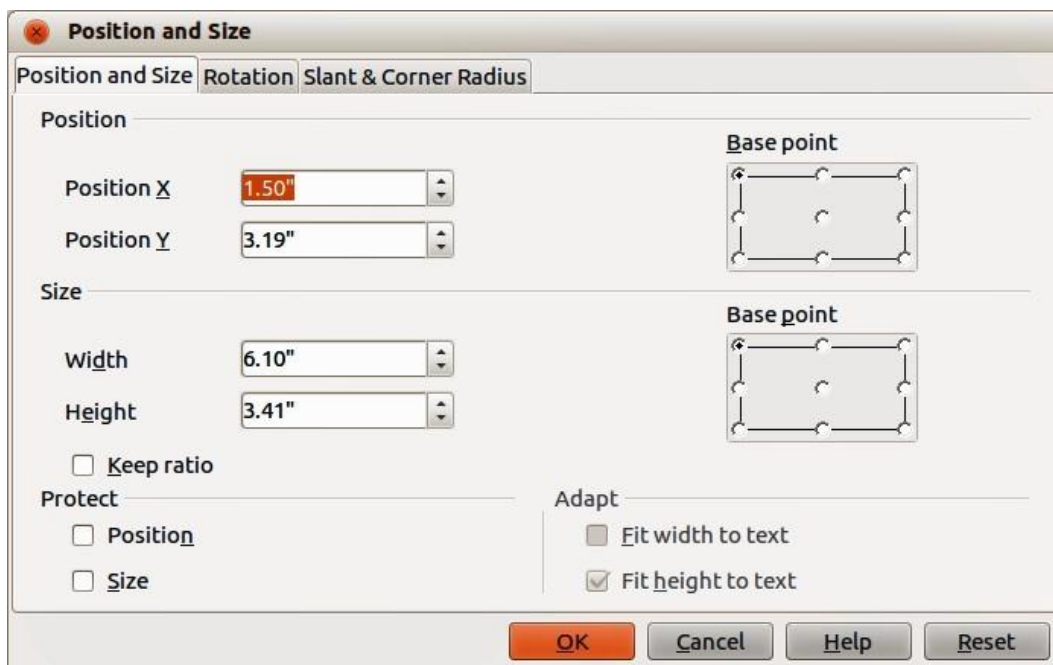 Position and Size
Position and Size Rotation Slant & Corner Radius
Position
Base point
Position X 1.50"
Position Y 3.19"
Size
Base point
Width 6.10"
Height 3.41"
Keep ratio
Protect Adapt
Position Fit width to text
Size Fit height to text
OK Cancel Help Reset